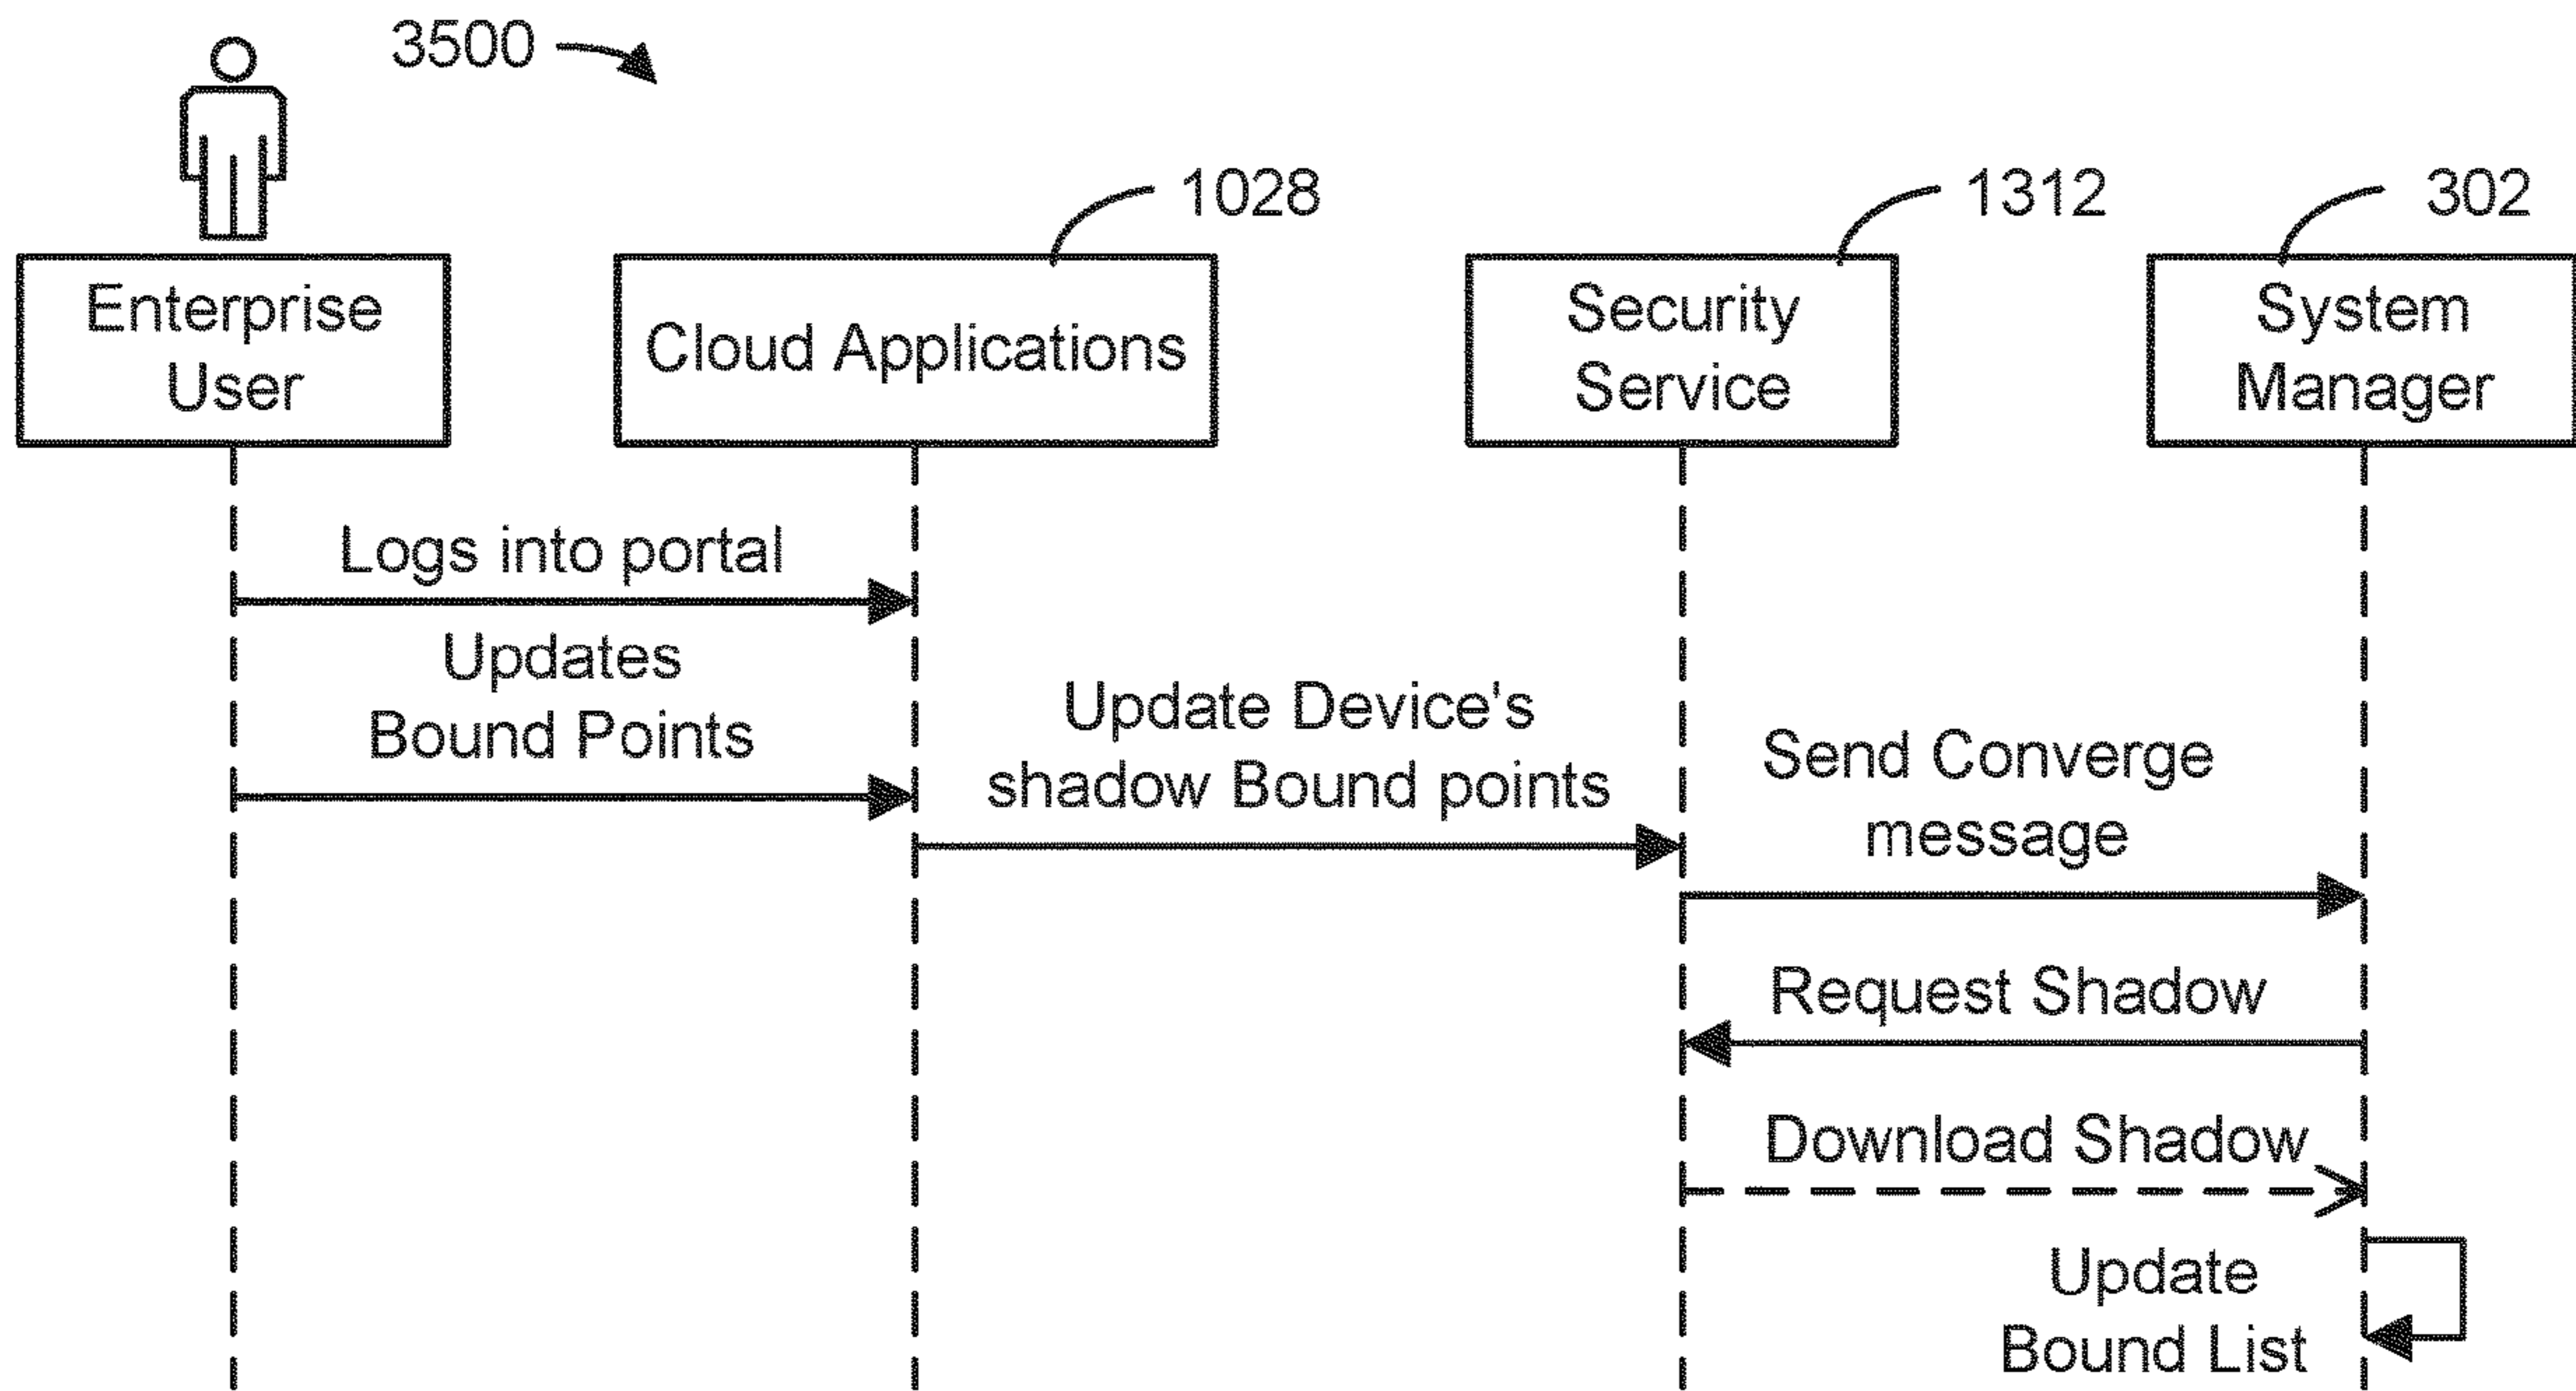 3500
1028
1312
302
Enterprise
User
Cloud Applications
Security
Service
System
Manager
Logs into portal
Updates
Bound Points
Update Device's
shadow Bound points
Send Converge
message
Request Shadow
Download Shadow
Update
Bound List